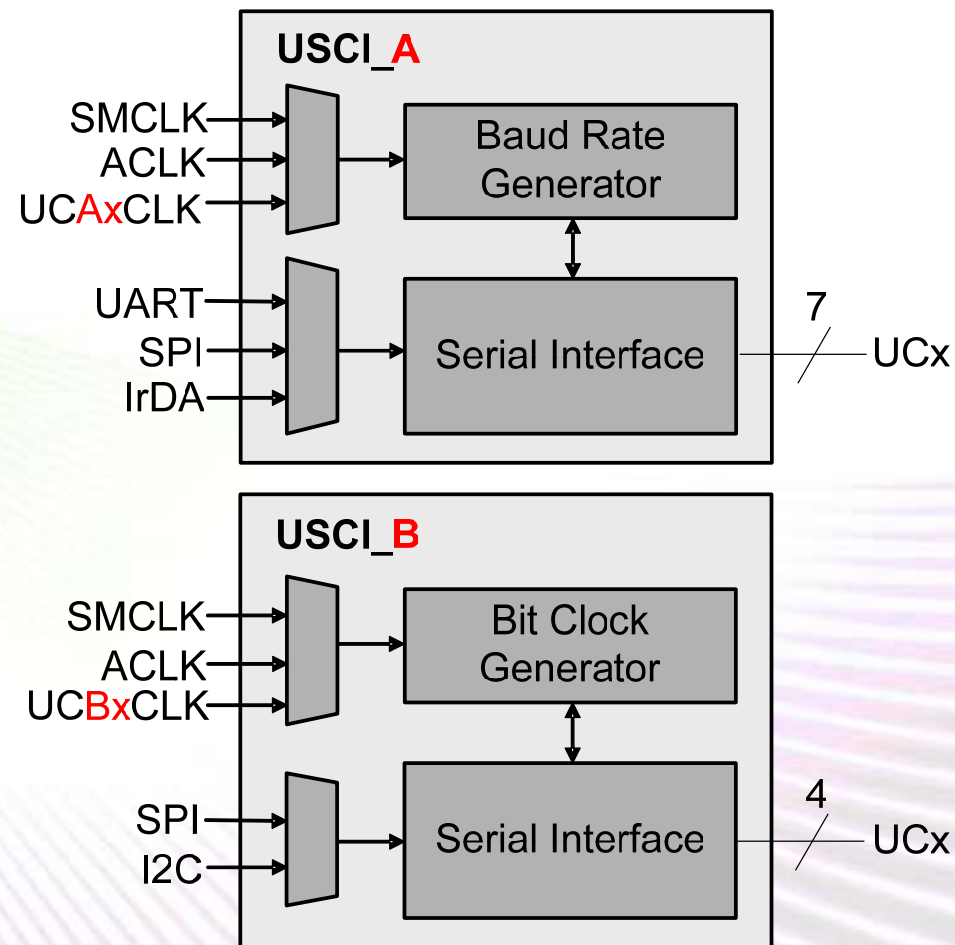 USCI_A
SMCLK
ACLK
UCAxCLK
Baud Rate
Generator
UART
SPI
IrDA
Serial Interface
7
UCx
USCI_B
SMCLK
ACLK
UCBxCLK
Bit Clock
Generator
SPI
I2C
Serial Interface
4
UCx